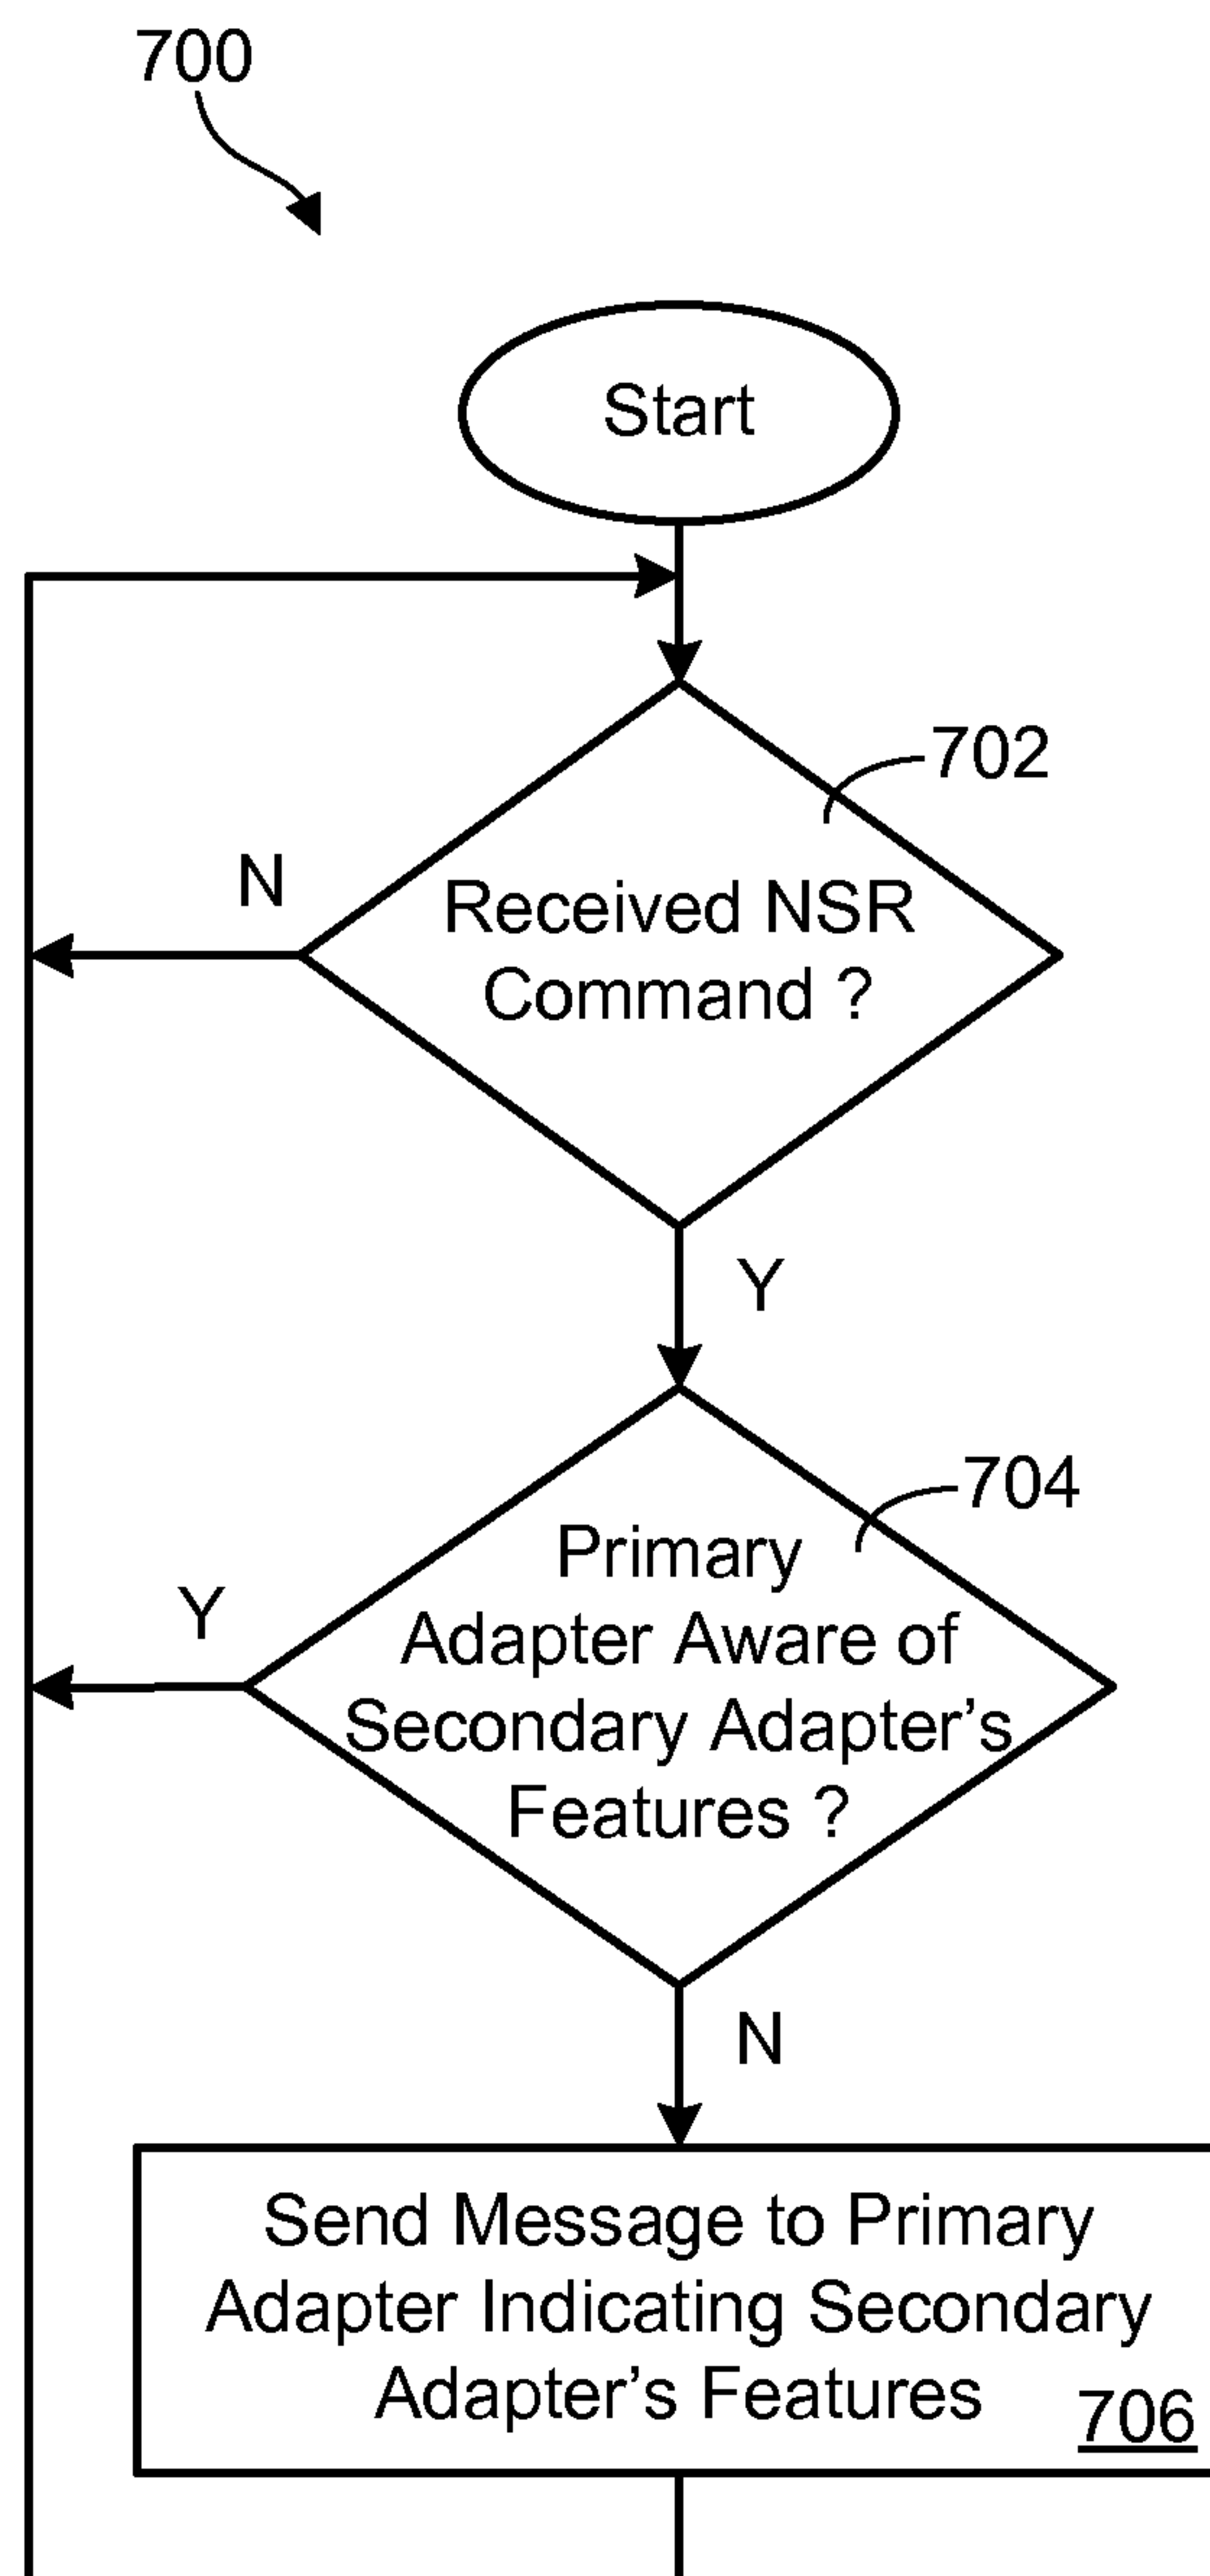 700
Start
702
N
Received NSR
Command ?
Y
704
Primary
Y
Adapter Aware of
Secondary Adapter’s
Features ?
N
Send Message to Primary
Adapter Indicating Secondary
Adapter’s Features
706